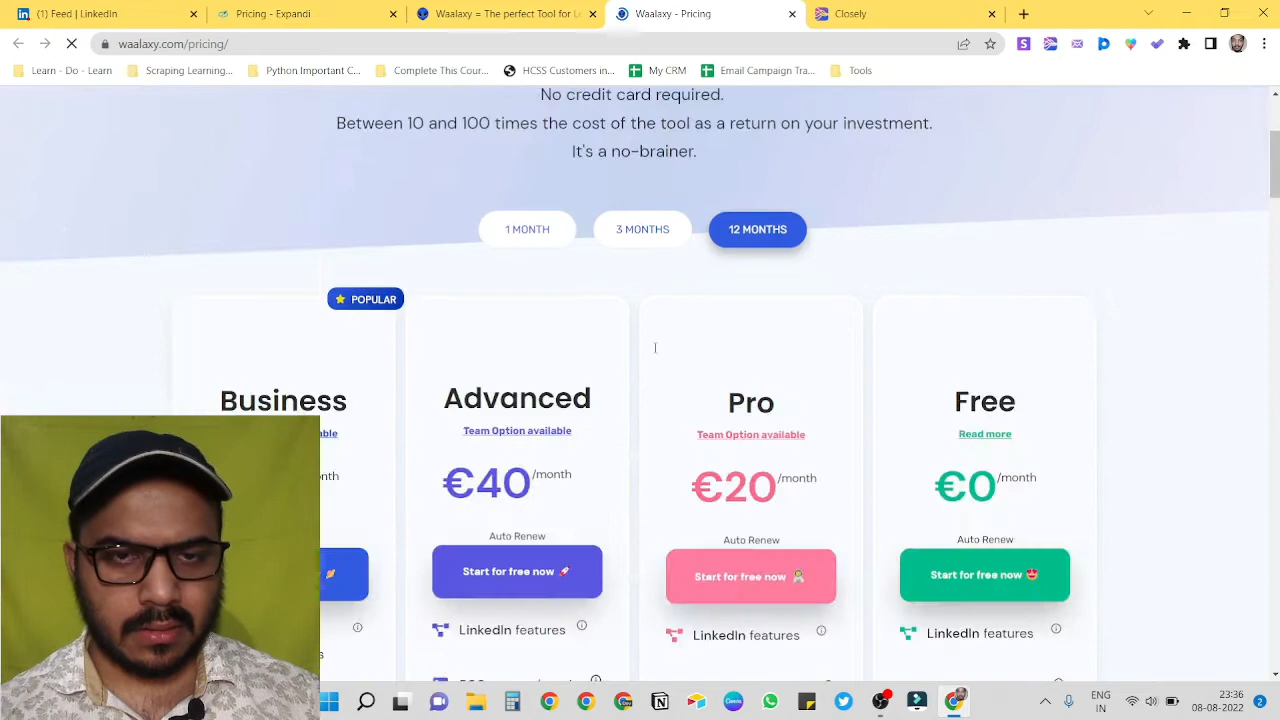 (1) Feed | LinkedIn
Pricing - Expandi
Waalaxy = The Perfect Tool for Le
Waalaxy - Pricing
Closely
waalaxy.com/pricing/
Learn - Do - Learn
Scraping Learning...
Python Important C...
Complete This Cour...
HCSS Customers in...
My CRM
Email Campaign Tra...
Tools
No credit card required.
Between 10 and 100 times the cost of the tool as a return on your investment.
It's a no-brainer.
1 MONTH
3 MONTHS
12 MONTHS
POPULAR
Business
able
nth
Advanced
Team Option available
€40/month
Auto Renew
Start for free now
LinkedIn features
Pro
Team Option available
€20/month
Auto Renew
Start for free now
LinkedIn features
Free
Read more
€0/month
Auto Renew
Start for free now
LinkedIn features
ENG
IN
23:36
08-08-2022
2